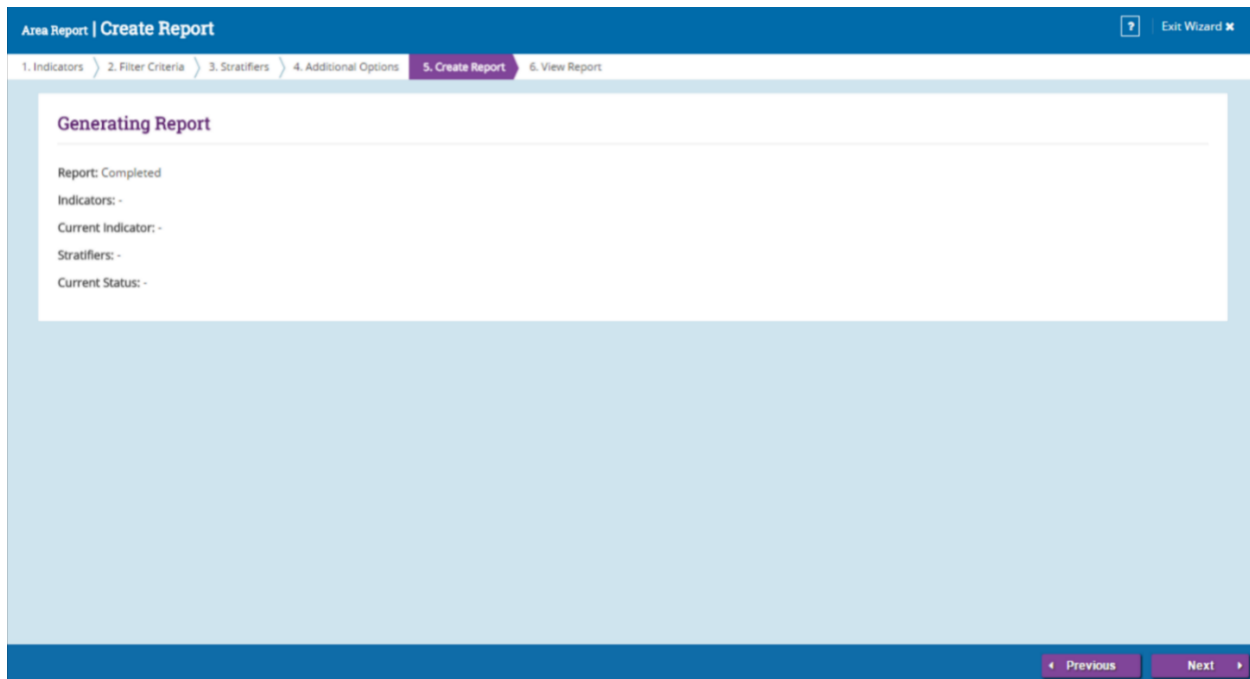 Area Report | Create Report
? Exit Wizard ✖
1. Indicators 2. Filter Criteria 3. Stratifiers 4. Additional Options 5. Create Report 6. View Report
Generating Report
Report: Completed
Indicators: -
Current Indicator: -
Stratifiers: -
Current Status: -
Previous Next